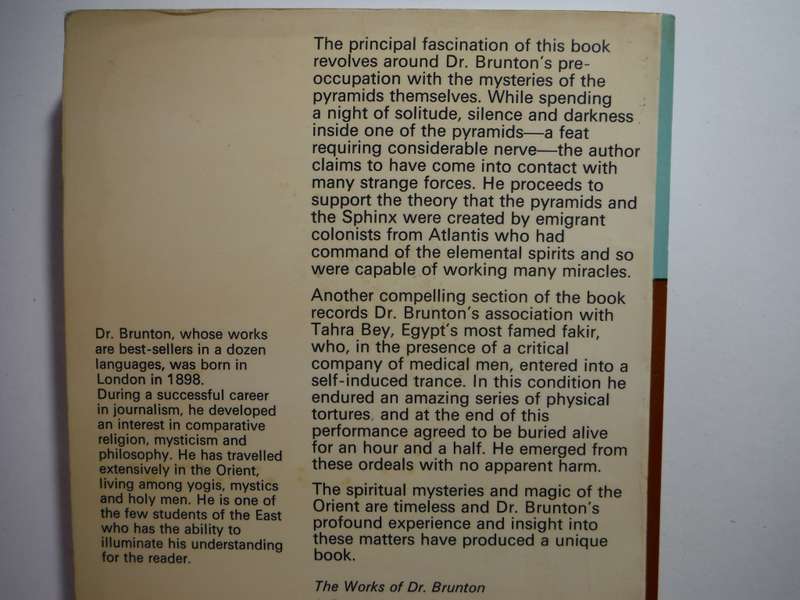 Dr. Brunton, whose works
are best-sellers in a dozen
languages, was born in
London in 1898.
During a successful career
in journalism, he developed
an interest in comparative
religion, mysticism and
philosophy. He has travelled
extensively in the Orient,
living among yogis, mystics
and holy men. He is one of
the few students of the East
who has the ability to
illuminate his understanding
for the reader.
The principal fascination of this book
revolves around Dr. Brunton's pre-
occupation with the mysteries of the
pyramids themselves. While spending
a night of solitude, silence and darkness
inside one of the pyramids—a feat
requiring considerable nerve—the author
claims to have come into contact with
many strange forces. He proceeds to
support the theory that the pyramids and
the Sphinx were created by emigrant
colonists from Atlantis who had
command of the elemental spirits and so
were capable of working many miracles.
Another compelling section of the book
records Dr. Brunton's association with
Tahra Bey, Egypt's most famed fakir,
who, in the presence of a critical
company of medical men, entered into a
self-induced trance. In this condition he
endured an amazing series of physical
tortures, and at the end of this
performance agreed to be buried alive
for an hour and a half. He emerged from
these ordeals with no apparent harm.
The spiritual mysteries and magic of the
Orient are timeless and Dr. Brunton's
profound experience and insight into
these matters have produced a unique
book.
The Works of Dr. Brunton